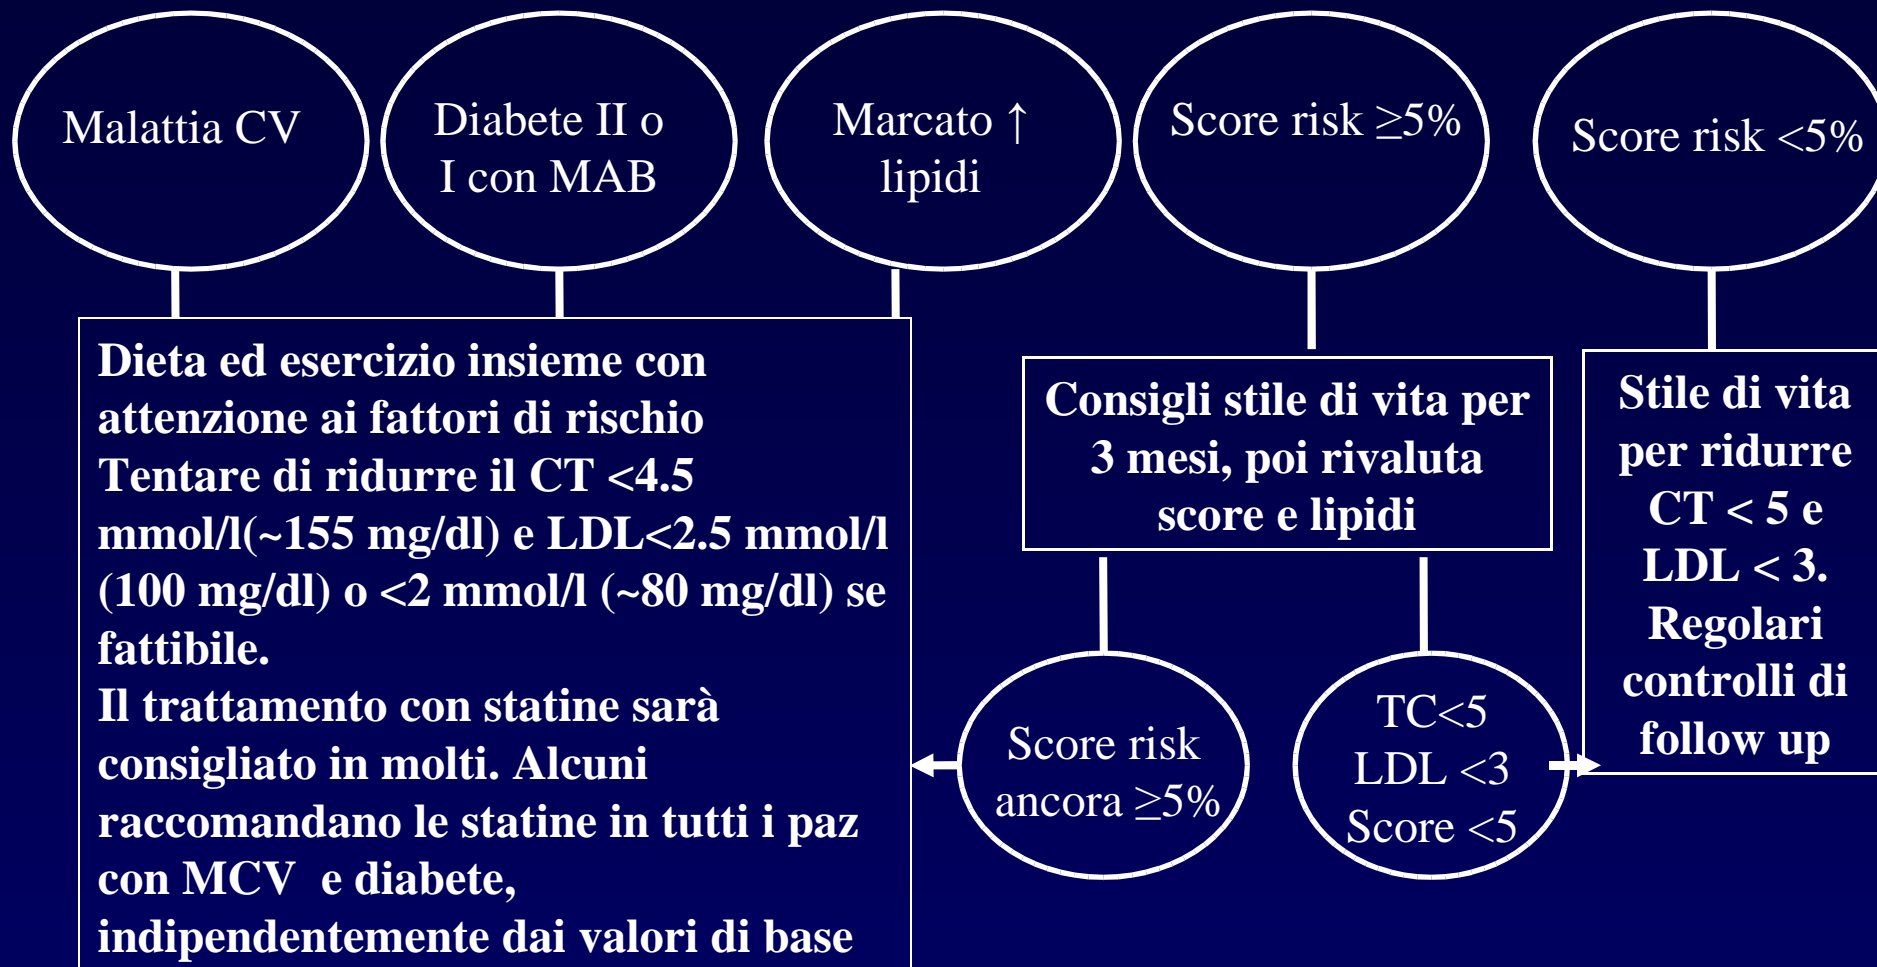 Malattia CV
Diabete II o
I con MAB
Marcato ↑
lipidi
Score risk ≥5%
Score risk <5%
Dieta ed esercizio insieme con
attenzione ai fattori di rischio
Tentare di ridurre il CT <4.5
mmol/l(~155 mg/dl) e LDL<2.5 mmol/l
(100 mg/dl) o <2 mmol/l (~80 mg/dl) se
fattibile.
Il trattamento con statine sarà
consigliato in molti. Alcuni
raccomandano le statine in tutti i paz
con MCV e diabete,
indipendentemente dai valori di base
Consigli stile di vita per
3 mesi, poi rivaluta
score e lipidi
Score risk
ancora ≥5%
TC<5
LDL <3
Score <5
Stile di vita
per ridurre
CT < 5 e
LDL < 3.
Regolari
controlli di
follow up